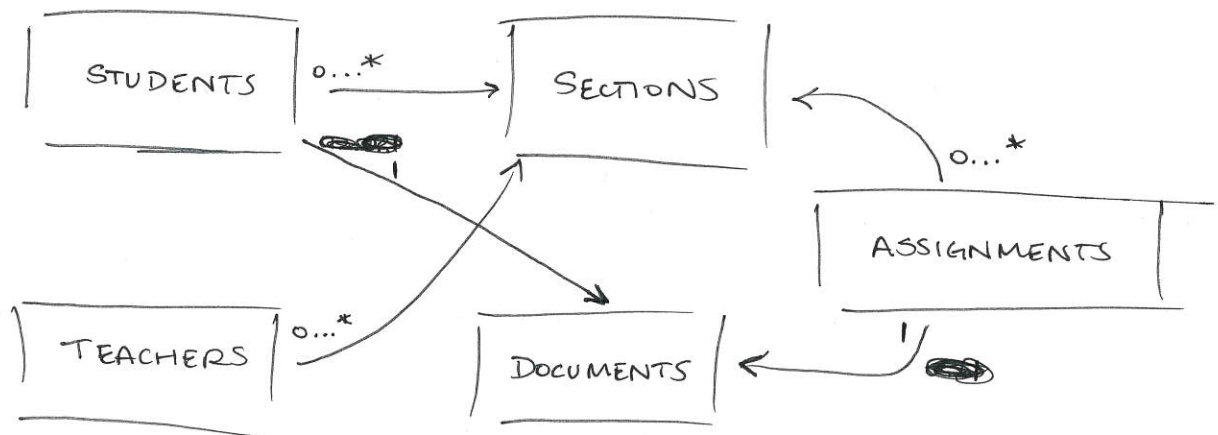 STUDENTS
0...*
SECTIONS
1
0...*
ASSIGNMENTS
TEACHERS
0...*
DOCUMENTS
1